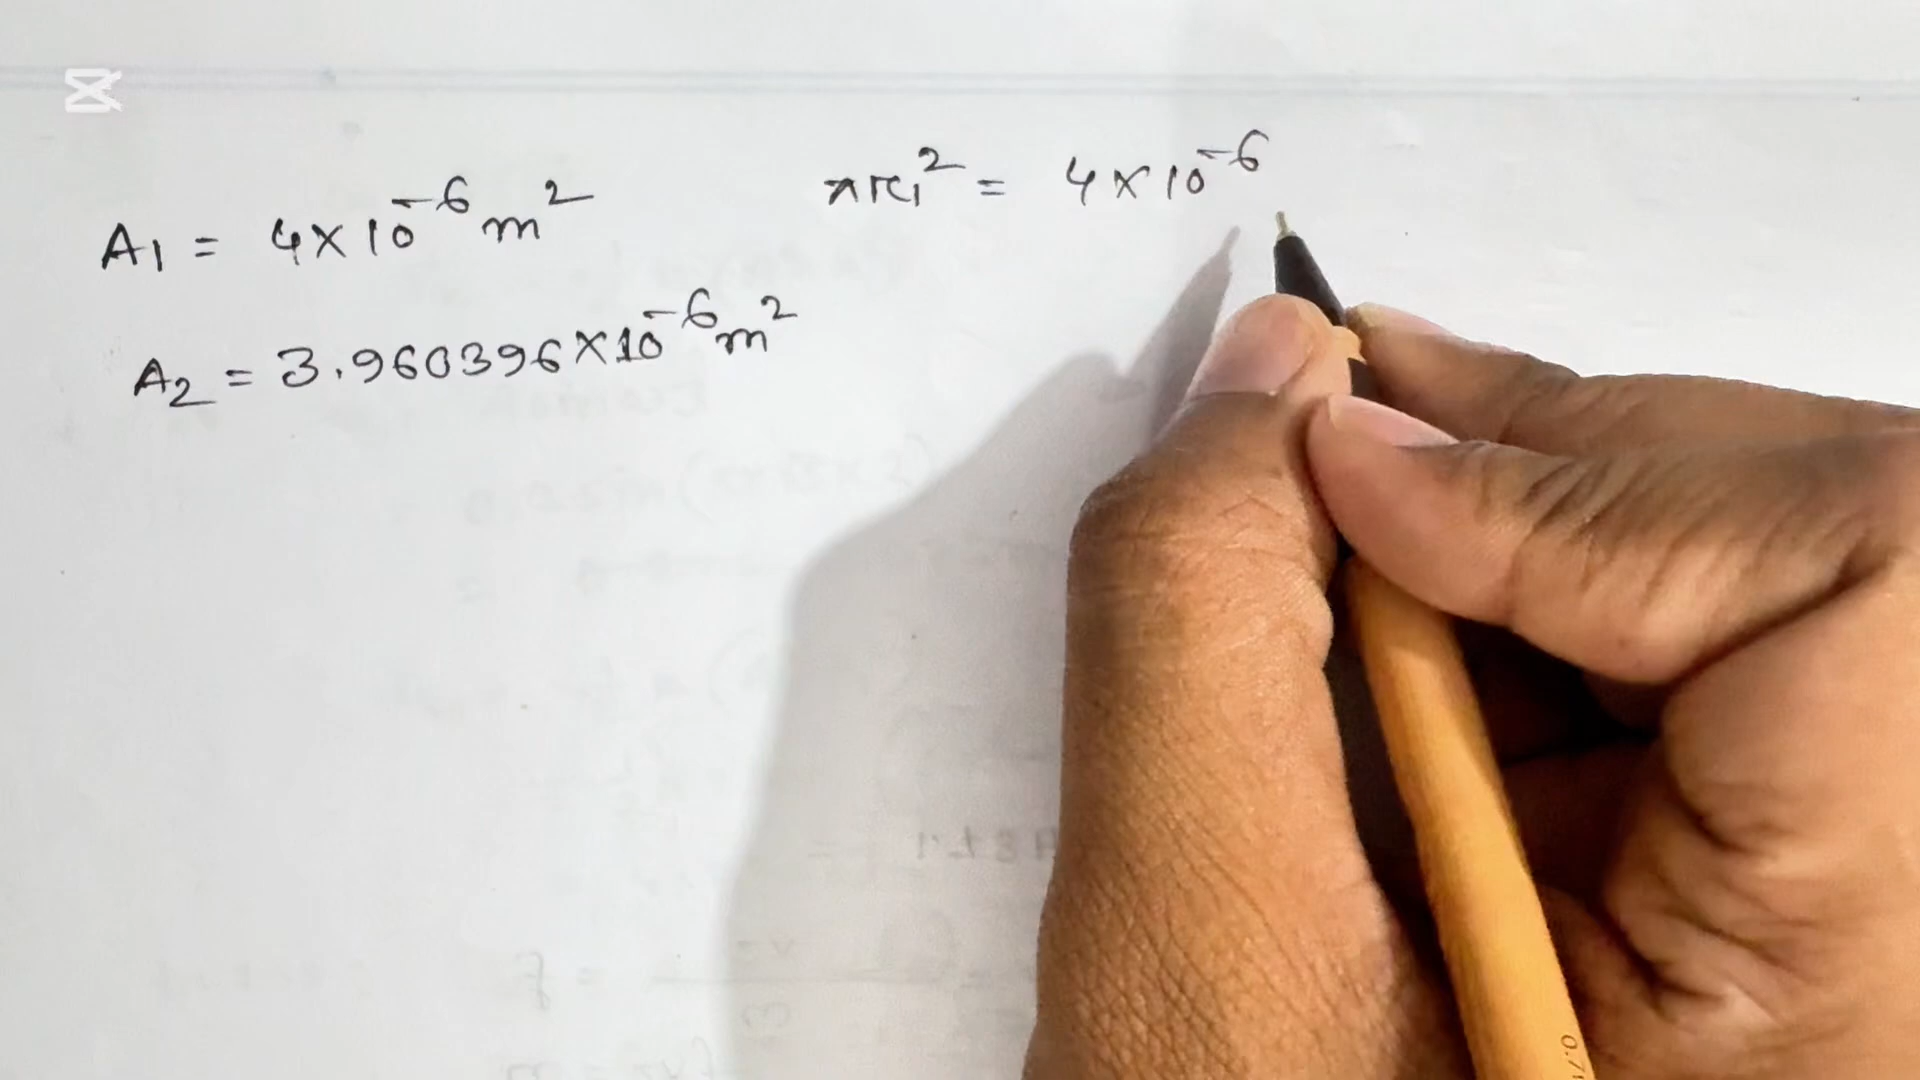 A₁ = 4×10⁻⁶ m²
πr₁² = 4×10⁻⁶
A₂ = 3.960396×10⁻⁶ m²